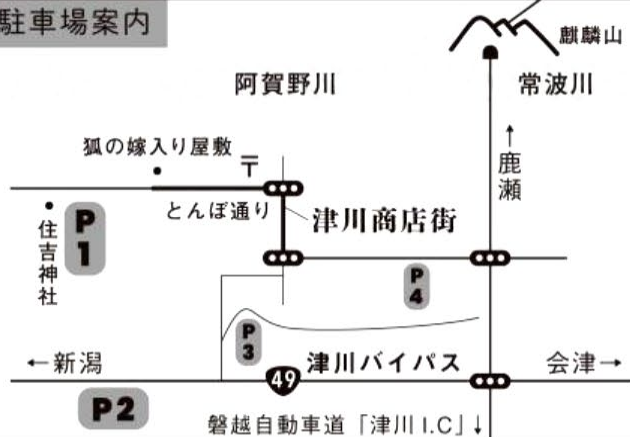 駐車場案内
麒麟山
阿賀野川
常波川
狐の嫁入り屋敷
〒
↑
鹿瀬
とんぼ通り
津川商店街
住吉神社
P1
P4
P3
←新潟
49
津川バイパス
会津→
P2
磐越自動車道「津川I.C」↓